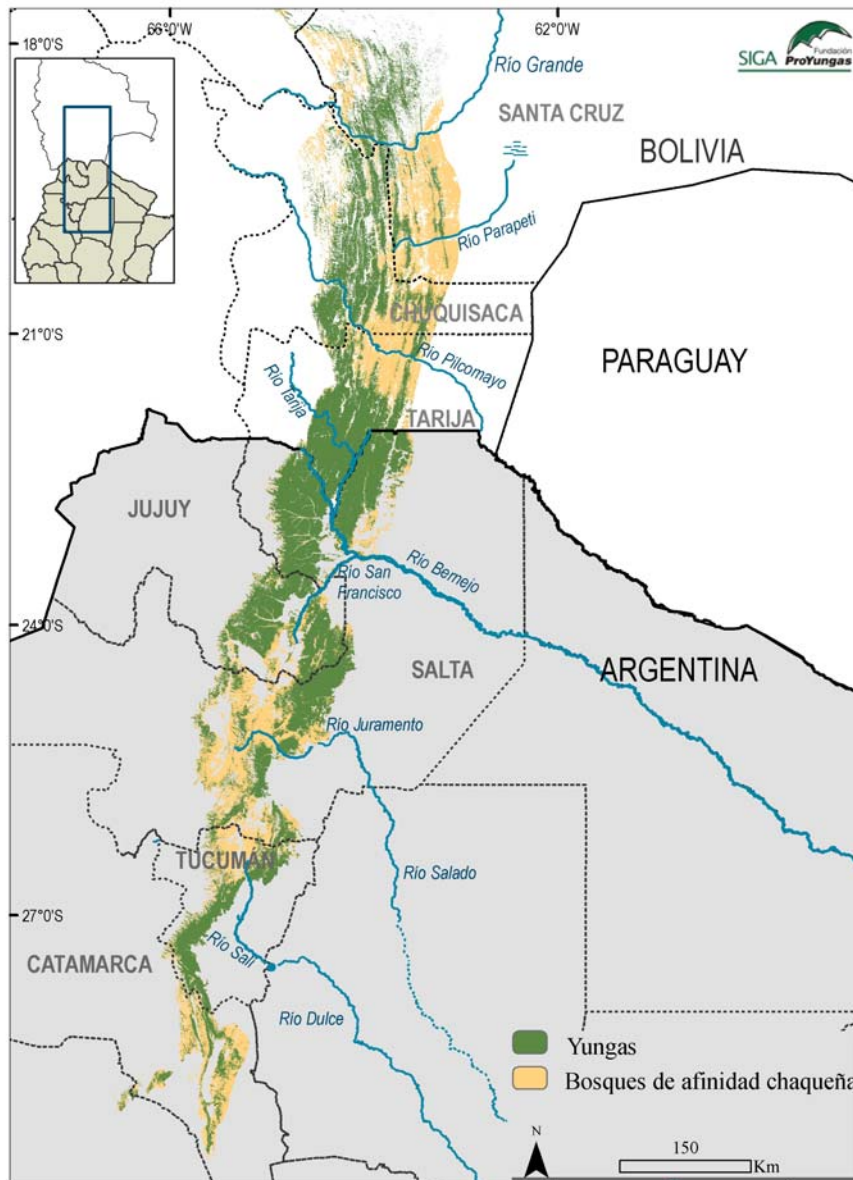 66°0'W
62°0'W
18°0'S
Fundación
SIGA ProYungas
Río Grande
SANTA CRUZ
BOLIVIA
Río Parapeti
CHUQUISACA
21°0'S
Río Pilcomayo
PARAGUAY
Río Tarija
TARIJA
JUJUY
Río Bemejo
Río San
Francisco
24°0'S
SALTA
ARGENTINA
Río Juramento
TUCUMÁN
Río Salado
27°0'S
CATAMARCA
Río Salí
Río Dulce
Yungas
Bosques de afinidad chaqueña
N
150
Km